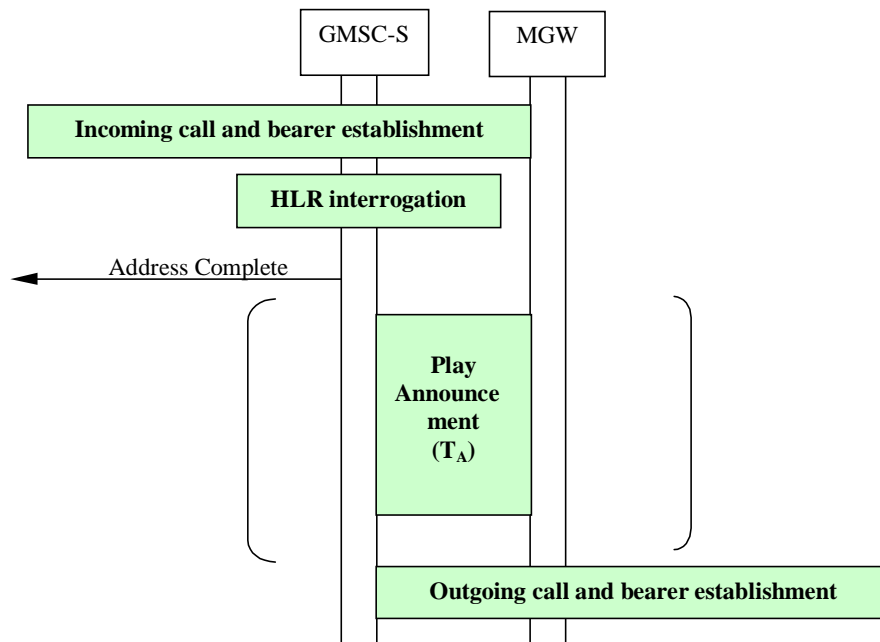 GMSC-S
MGW
Incoming call and bearer establishment
HLR interrogation
Address Complete
Play
Announce
ment
(TA)
Outgoing call and bearer establishment